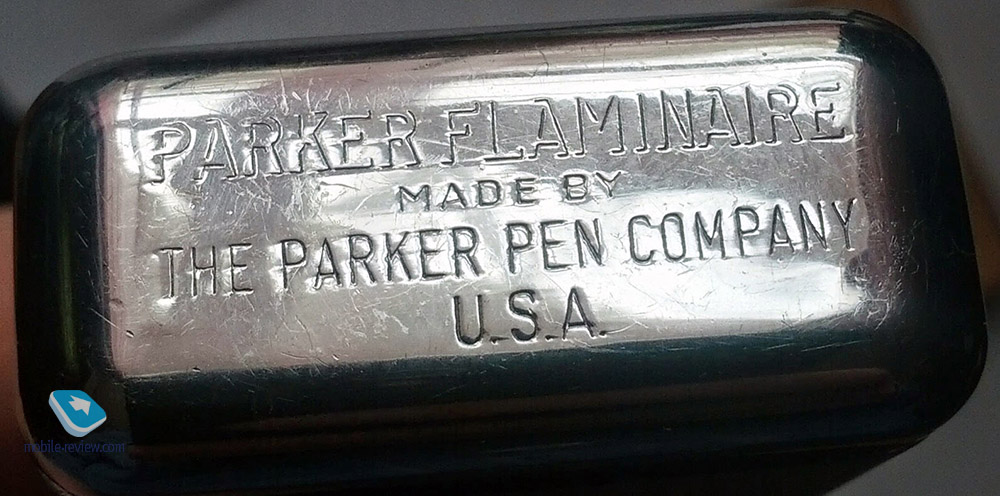 PARKER FLAMINAIRE
MADE BY
THE PARKER PEN COMPANY
U.S.A.
mobile-review.com